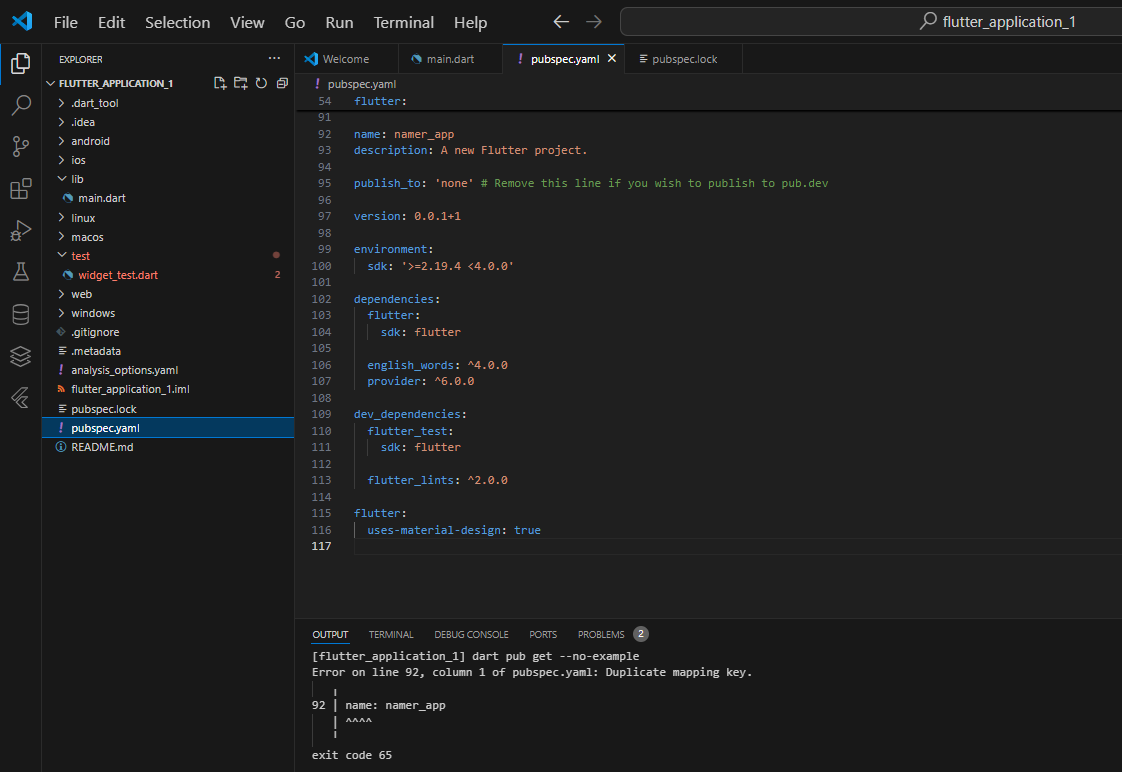 File Edit Selection View Go Run Terminal Help flutter_application_1
EXPLORER ...
FLUTTER_APPLICATION_1
.dart_tool
.idea
android
ios
lib
main.dart
linux
macos
test
widget_test.dart 2
web
windows
.gitignore
.metadata
! analysis_options.yaml
flutter_application_1.iml
pubspec.lock
! pubspec.yaml
README.md
Welcome main.dart ! pubspec.yaml pubspec.lock
! pubspec.yaml
54 flutter:
91
92 name: namer_app
93 description: A new Flutter project.
94
95 publish_to: 'none' # Remove this line if you wish to publish to pub.dev
96
97 version: 0.0.1+1
98
99 environment:
100 sdk: '>=2.19.4 <4.0.0'
101
102 dependencies:
103 flutter:
104 sdk: flutter
105
106 english_words: ^4.0.0
107 provider: ^6.0.0
108
109 dev_dependencies:
110 flutter_test:
111 sdk: flutter
112
113 flutter_lints: ^2.0.0
114
115 flutter:
116 uses-material-design: true
117
OUTPUT TERMINAL DEBUG CONSOLE PORTS PROBLEMS 2
[flutter_application_1] dart pub get --no-example
Error on line 92, column 1 of pubspec.yaml: Duplicate mapping key.
92 | name: namer_app
| ^^^^
exit code 65